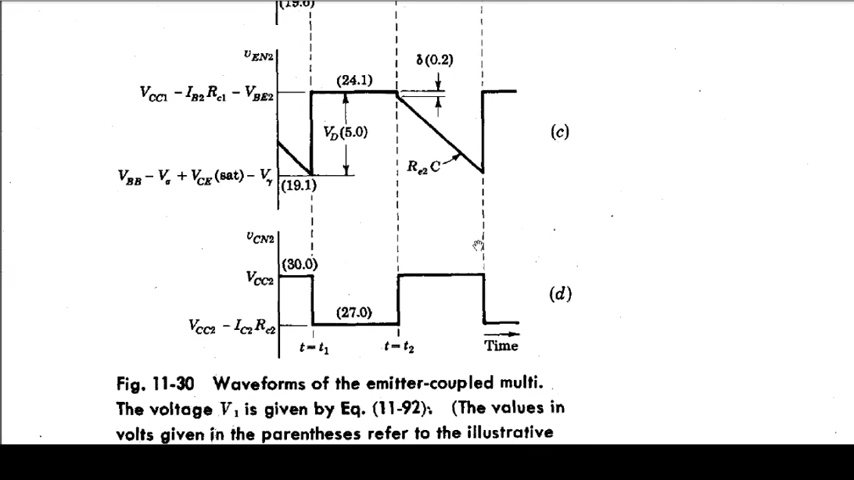 (19.6)
v_EN2
δ(0.2)
V_CC1 − I_B2 R_c1 − V_BE2
(24.1)
V_D(5.0)
(c)
R_e2 C
V_BB − V_σ + V_CE (sat) − V_γ
(19.1)
v_CN2
(30.0)
V_CC2
(d)
(27.0)
V_CC2 − I_C2 R_c2
t = t_1
t = t_2
Time
Fig. 11-30 Waveforms of the emitter-coupled multi.
The voltage V_1 is given by Eq. (11-92). (The values in
volts given in the parentheses refer to the illustrative